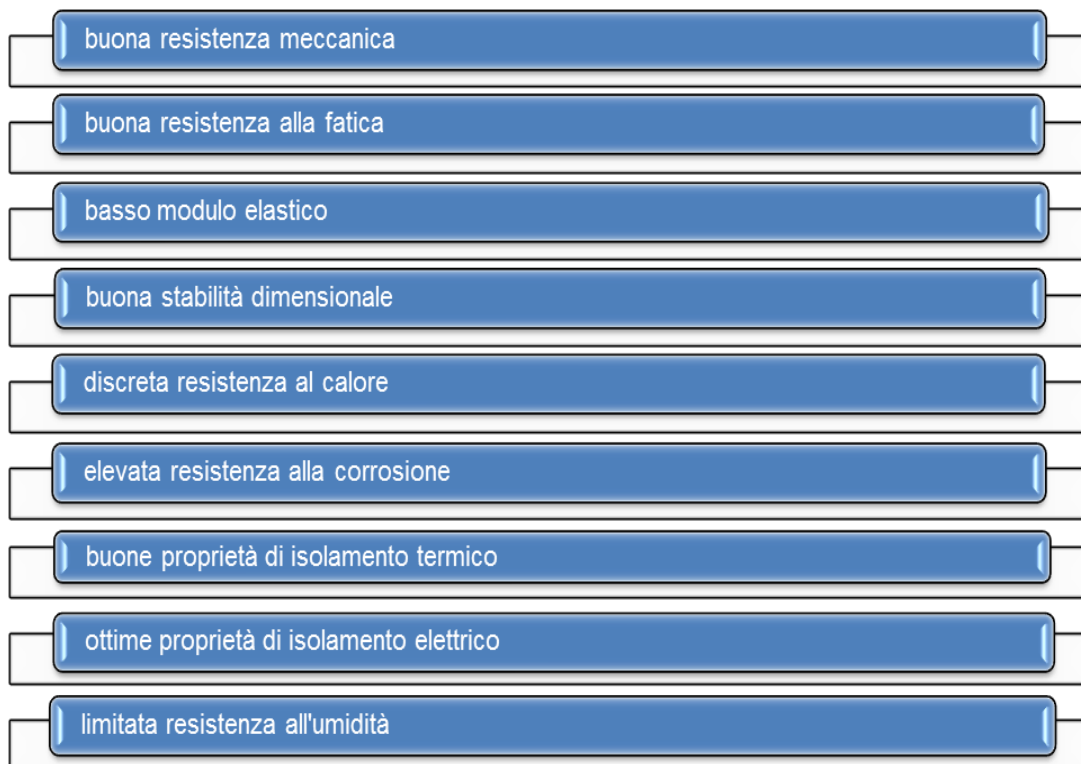 buona resistenza meccanica
buona resistenza alla fatica
basso modulo elastico
buona stabilità dimensionale
discreta resistenza al calore
elevata resistenza alla corrosione
buone proprietà di isolamento termico
ottime proprietà di isolamento elettrico
limitata resistenza all'umidità